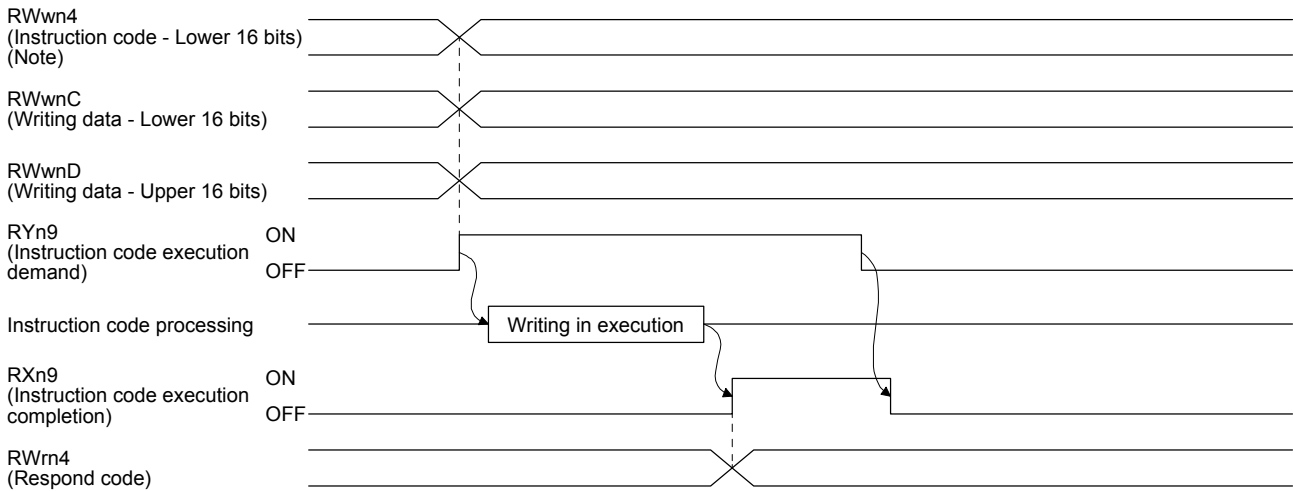 RWwn4
(Instruction code - Lower 16 bits)
(Note)
RWwnC
(Writing data - Lower 16 bits)
RWwnD
(Writing data - Upper 16 bits)
RYn9
ON
(Instruction code execution
demand)
OFF
Instruction code processing
Writing in execution
RXn9
ON
(Instruction code execution
completion)
OFF
RWrn4
(Respond code)